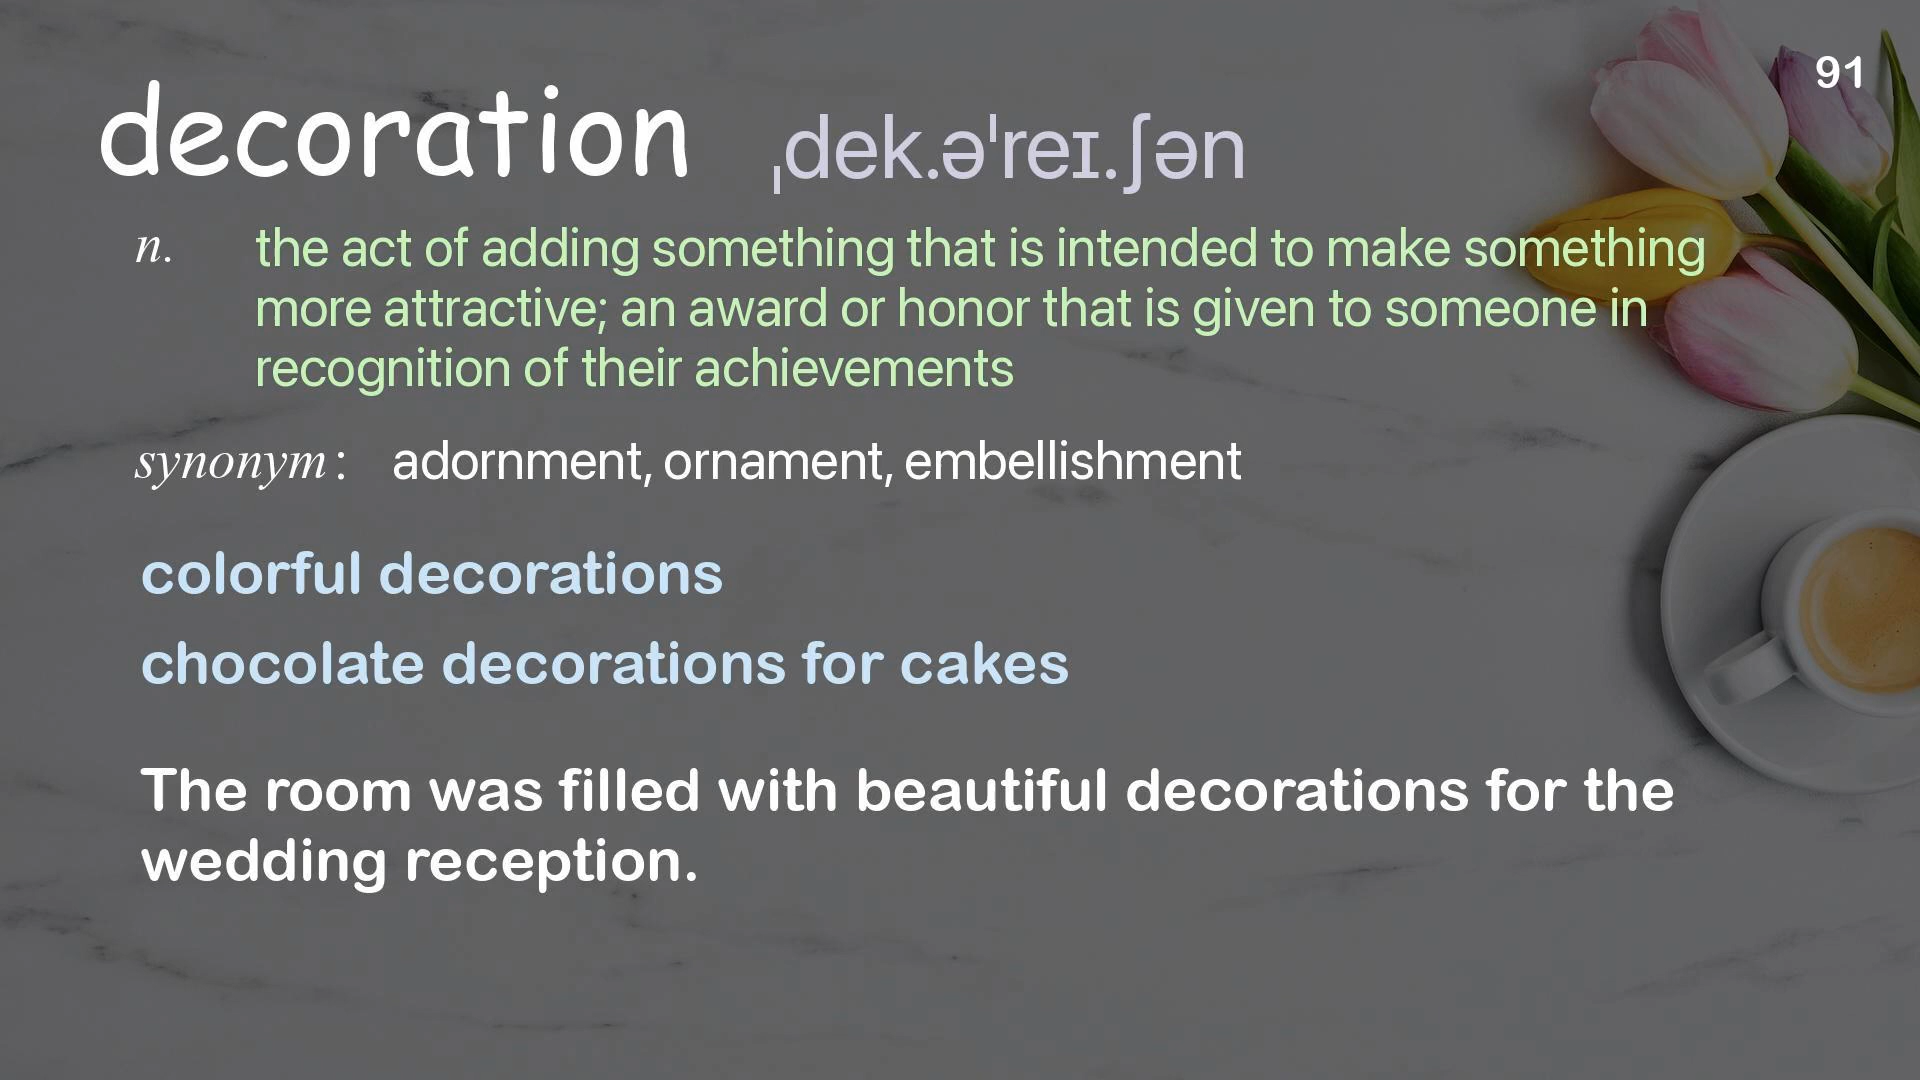 91
decoration ˌdek.əˈreɪ.ʃən
n. the act of adding something that is intended to make something
more attractive; an award or honor that is given to someone in
recognition of their achievements
synonym : adornment, ornament, embellishment
colorful decorations
chocolate decorations for cakes
The room was filled with beautiful decorations for the
wedding reception.